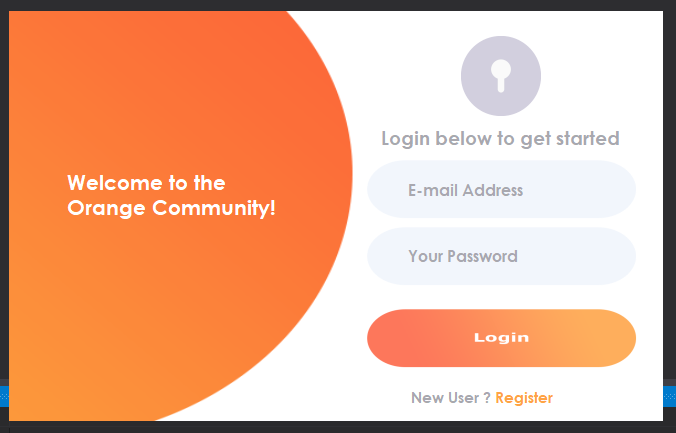 Welcome to the
Orange Community!
Login below to get started
E-mail Address
Your Password
Login
New User ? Register